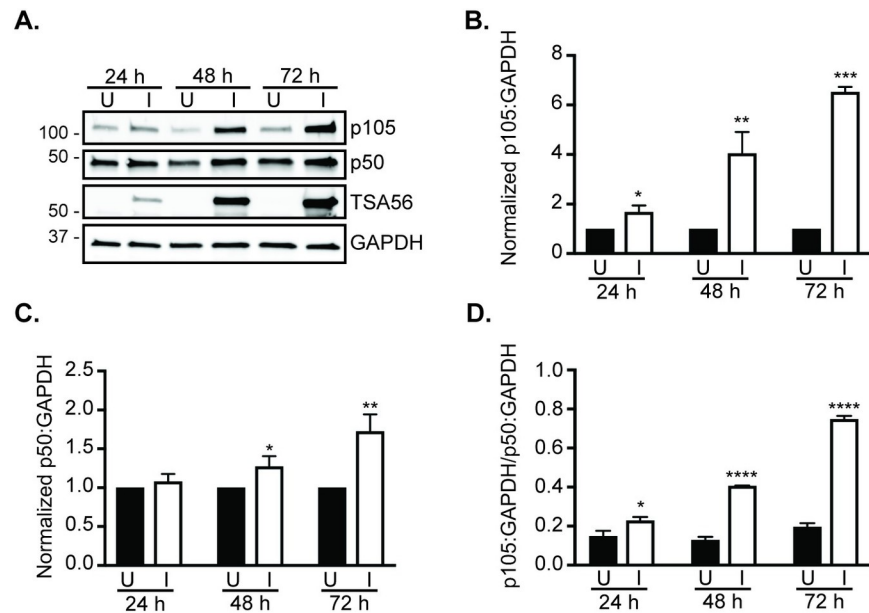 A.
24 h 48 h 72 h
U I U I U I
100 - p105
50 - p50
50 - TSA56
37 - GAPDH
B.
Normalized p105:GAPDH
8
6
4
2
0
* ** ***
U I U I U I
24 h 48 h 72 h
C.
Normalized p50:GAPDH
2.5
2.0
1.5
1.0
0.5
0.0
* **
U I U I U I
24 h 48 h 72 h
D.
p105:GAPDH/p50:GAPDH
1.0
0.8
0.6
0.4
0.2
0.0
* **** ****
U I U I U I
24 h 48 h 72 h